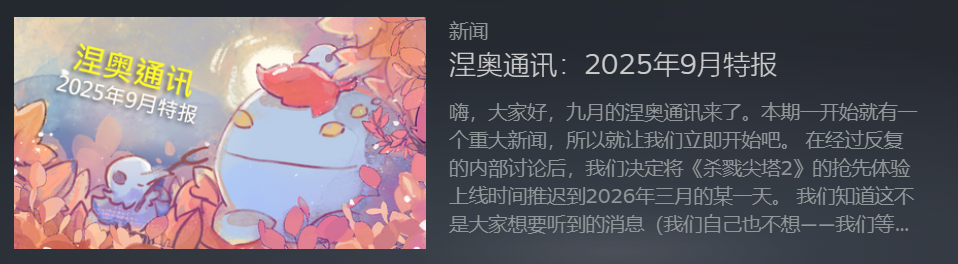 涅奥通讯
2025年9月特报
新闻
涅奥通讯：2025年9月特报
嗨，大家好，九月的涅奥通讯来了。本期一开始就有一
个重大新闻，所以就让我们立即开始吧。 在经过反复
的内部讨论后，我们决定将《杀戮尖塔2》的抢先体验
上线时间推迟到2026年三月的某一天。 我们知道这不
是大家想要听到的消息（我们自己也不想——我们等...